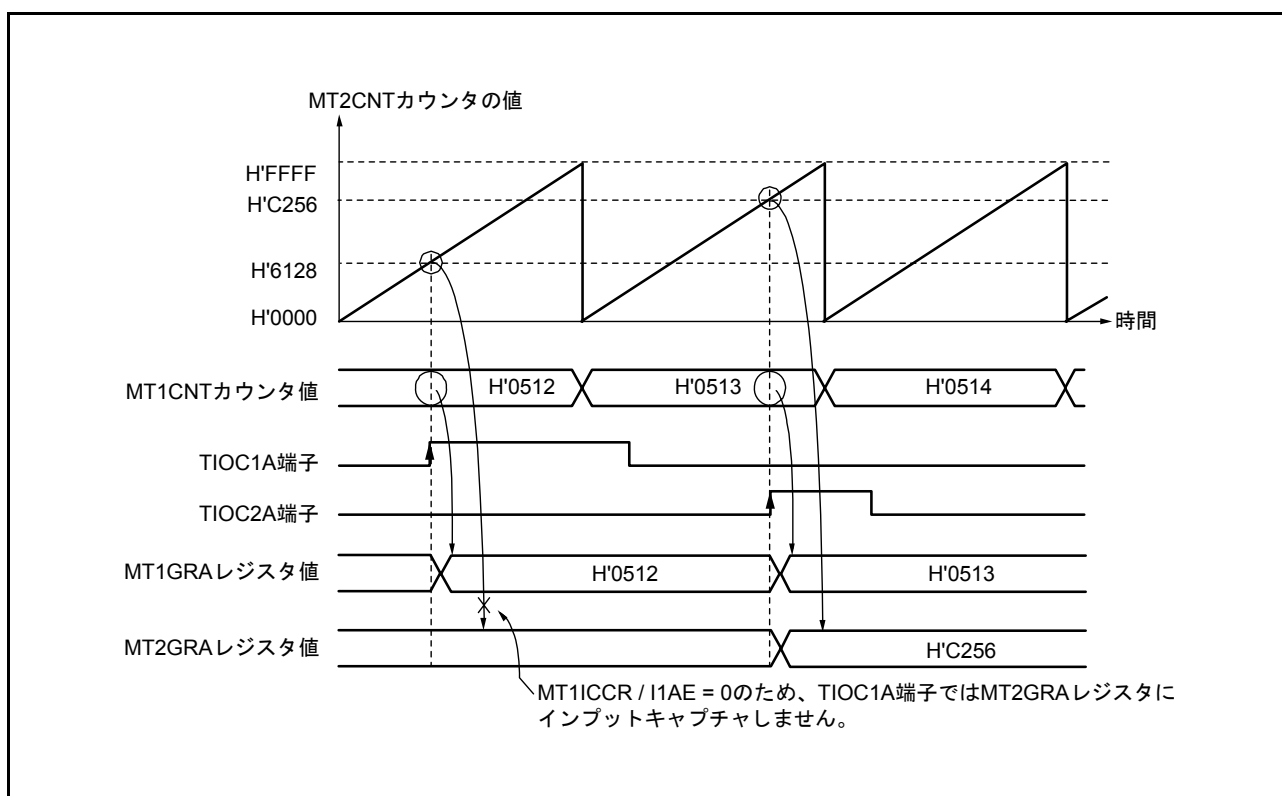 MT2CNTカウンタの値
H'FFFF
H'C256
H'6128
H'0000
時間
MT1CNTカウンタ値
H'0512
H'0513
H'0514
TIOC1A端子
TIOC2A端子
MT1GRAレジスタ値
H'0512
H'0513
MT2GRAレジスタ値
H'C256
MT1ICCR / I1AE = 0のため、TIOC1A端子ではMT2GRAレジスタに
インプットキャプチャしません。